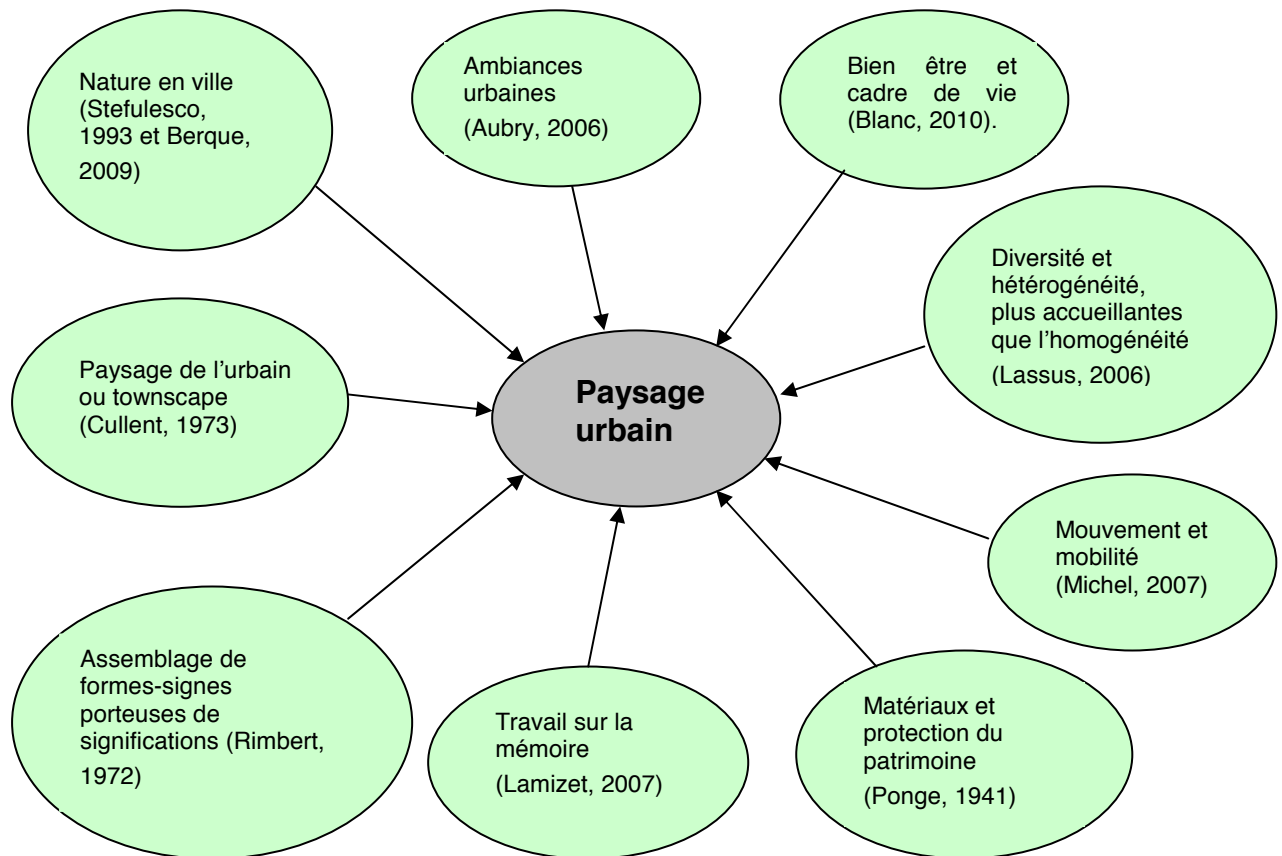 Nature en ville
(Stefulesco,
1993 et Berque,
2009)
Ambiances
urbaines
(Aubry, 2006)
Bien être et
cadre de vie
(Blanc, 2010).
Diversité et
hétérogénéité,
plus accueillantes
que l'homogénéité
(Lassus, 2006)
Paysage de l'urbain
ou townscape
(Cullent, 1973)
Paysage
urbain
Mouvement et
mobilité
(Michel, 2007)
Assemblage de
formes-signes
porteuses de
significations (Rimbert,
1972)
Travail sur la
mémoire
(Lamizet, 2007)
Matériaux et
protection du
patrimoine
(Ponge, 1941)